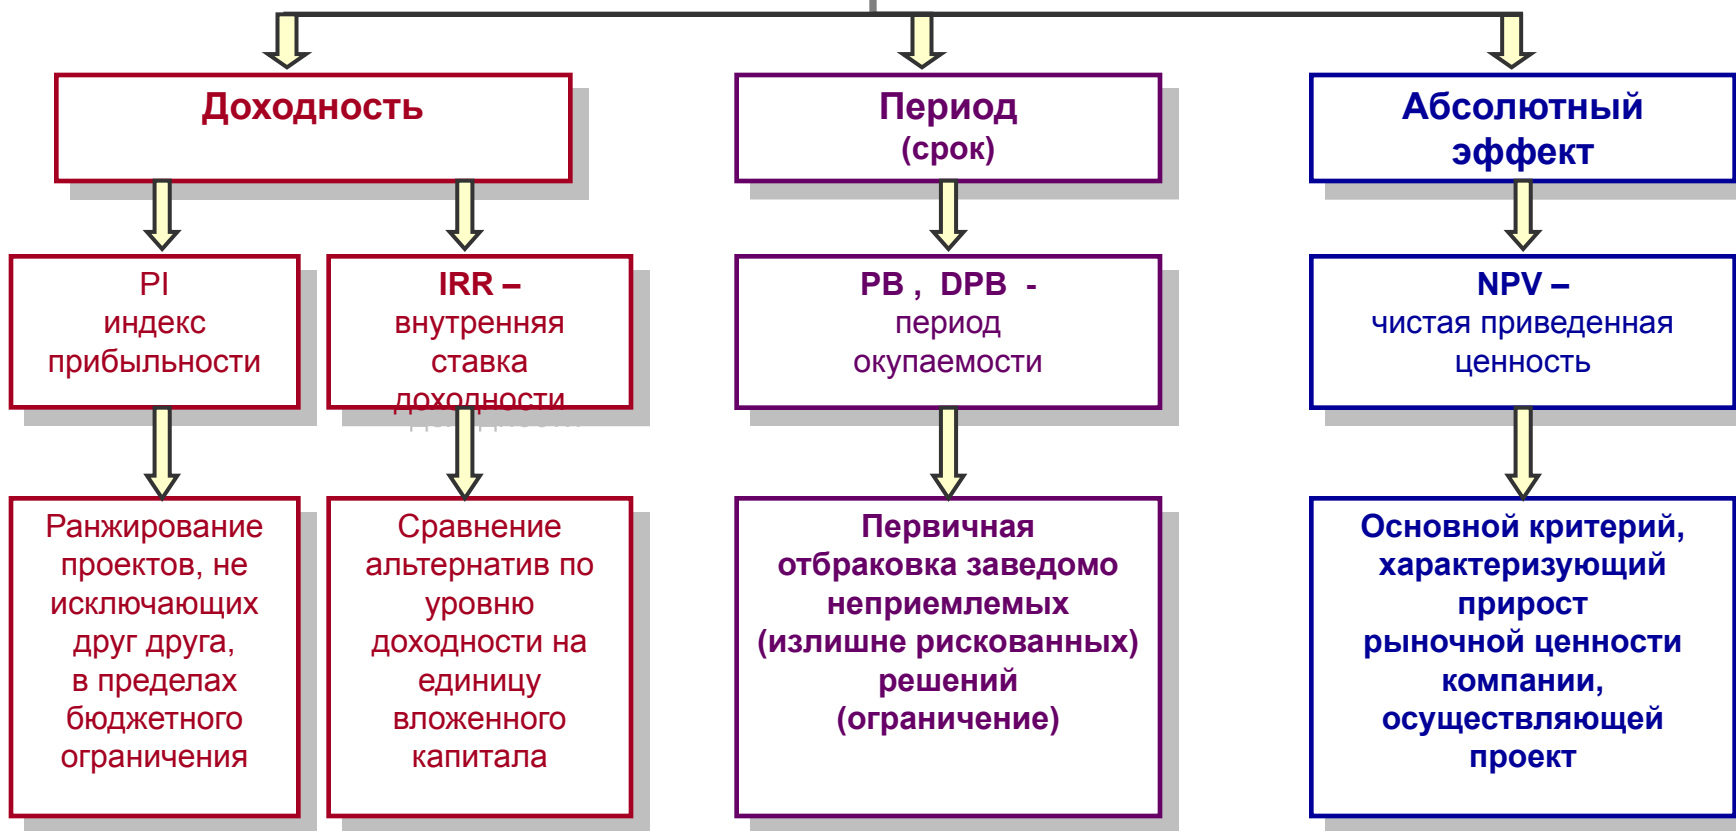 Доходность
Период
(срок)
Абсолютный
эффект
PI
индекс
прибыльности
IRR –
внутренняя
ставка
доходности
PB , DPB -
период
окупаемости
NPV –
чистая приведенная
ценность
Ранжирование
проектов, не
исключающих
друг друга,
в пределах
бюджетного
ограничения
Сравнение
альтернатив по
уровню
доходности на
единицу
вложенного
капитала
Первичная
отбраковка заведомо
неприемлемых
(излишне рискованных)
решений
(ограничение)
Основной критерий,
характеризующий
прирост
рыночной ценности
компании,
осуществляющей
проект